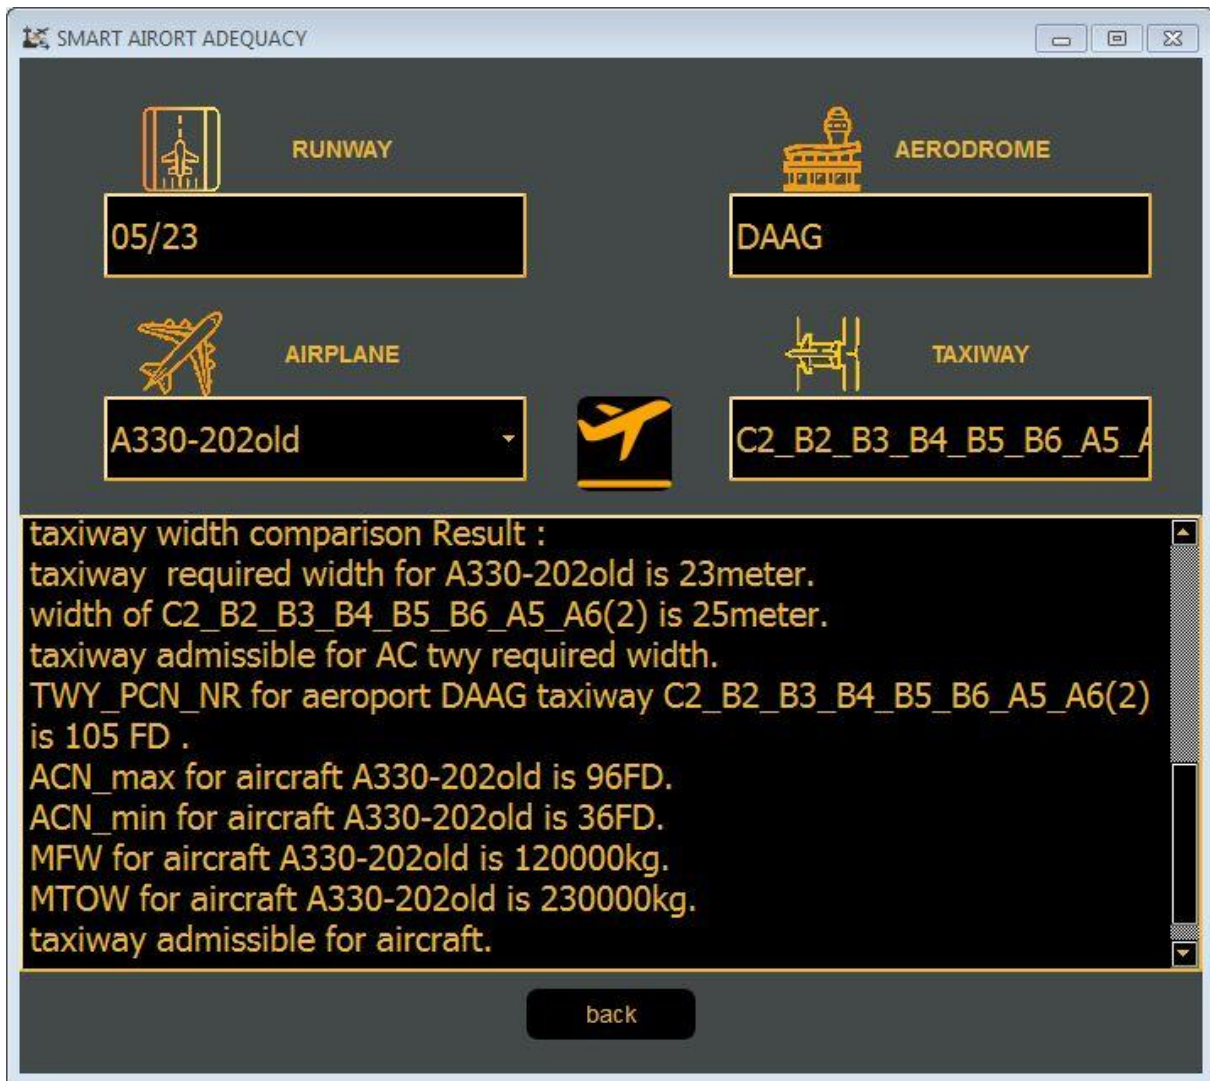 SMART AIRORT ADEQUACY
RUNWAY
AERODROME
05/23
DAAG
AIRPLANE
TAXIWAY
A330-202old
C2_B2_B3_B4_B5_B6_A5_A
taxiway width comparison Result :
taxiway  required width for A330-202old is 23meter.
width of C2_B2_B3_B4_B5_B6_A5_A6(2) is 25meter.
taxiway admissible for AC twy required width.
TWY_PCN_NR for aeroport DAAG taxiway C2_B2_B3_B4_B5_B6_A5_A6(2)
is 105 FD .
ACN_max for aircraft A330-202old is 96FD.
ACN_min for aircraft A330-202old is 36FD.
MFW for aircraft A330-202old is 120000kg.
MTOW for aircraft A330-202old is 230000kg.
taxiway admissible for aircraft.
back